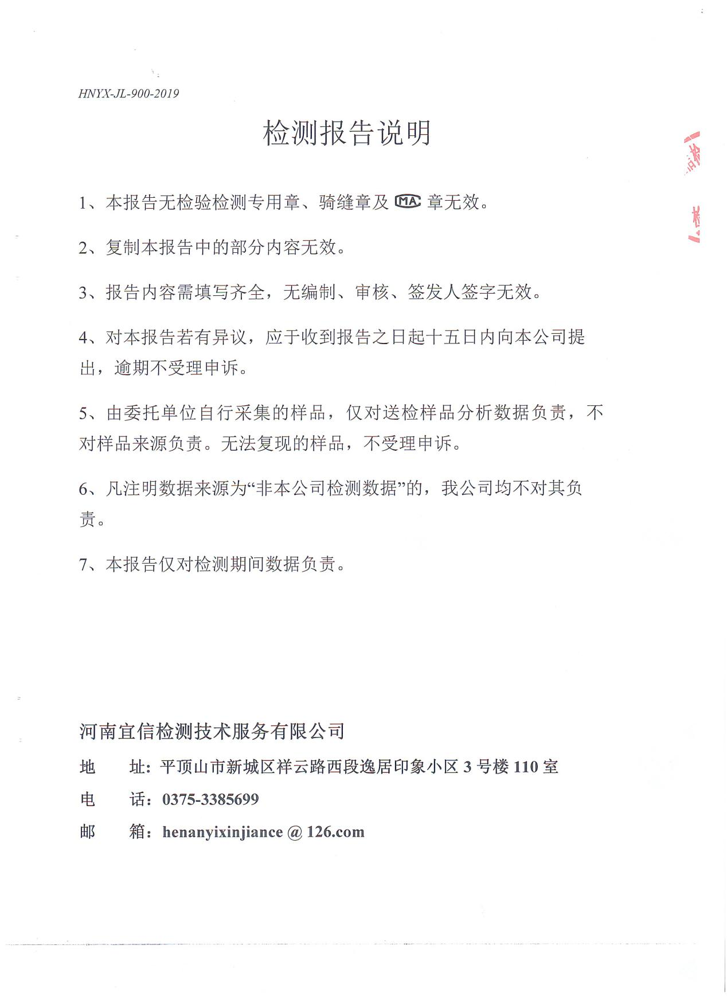 HNYX-JL-900-2019
检测报告说明
1、本报告无检验检测专用章、骑缝章及 MA 章无效。
2、复制本报告中的部分内容无效。
3、报告内容需填写齐全，无编制、审核、签发人签字无效。
4、对本报告若有异议，应于收到报告之日起十五日内向本公司提
出，逾期不受理申诉。
5、由委托单位自行采集的样品，仅对送检样品分析数据负责，不
对样品来源负责。无法复现的样品，不受理申诉。
6、凡注明数据来源为“非本公司检测数据”的，我公司均不对其负
责。
7、本报告仅对检测期间数据负责。
河南宜信检测技术服务有限公司
地 址：平顶山市新城区祥云路西段逸居印象小区 3 号楼 110 室
电 话：0375-3385699
邮 箱：henanyixinjiance @ 126.com